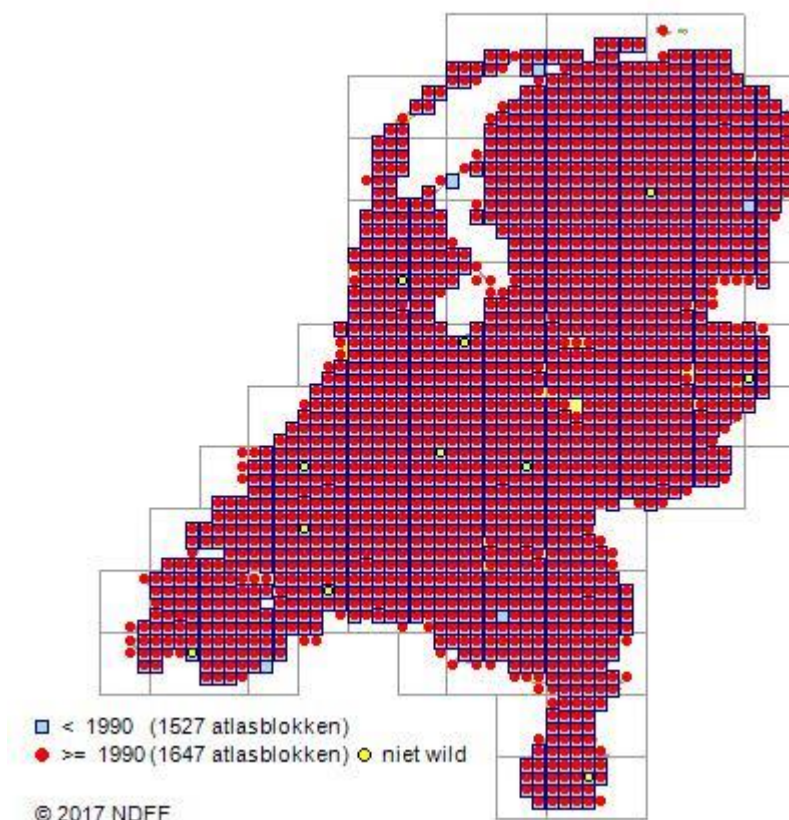 < 1990 (1527 atlasblokken)
>= 1990 (1647 atlasblokken) niet wild
© 2017 NDFF